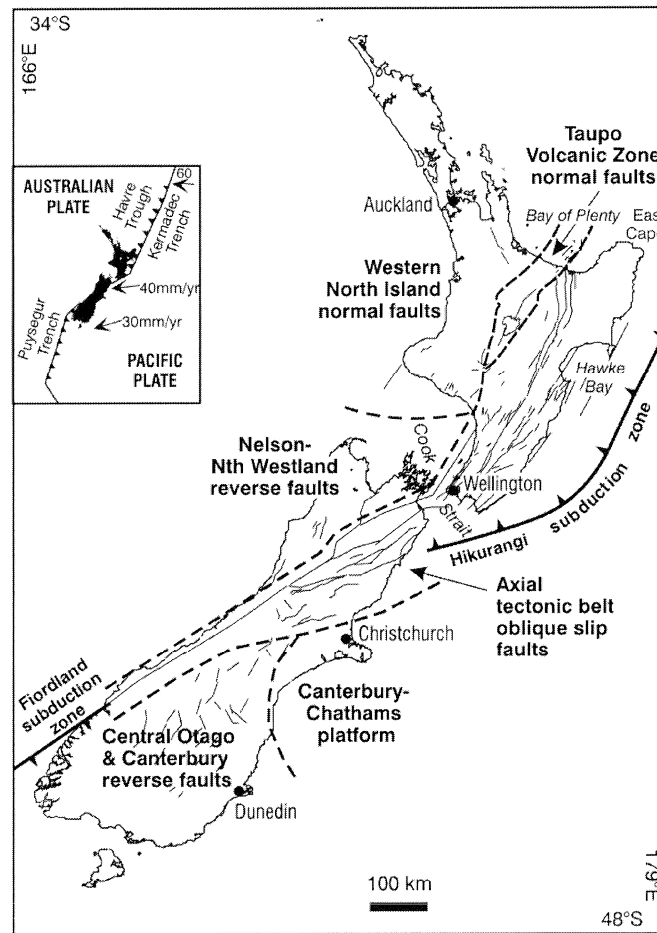 34°S
166°E
AUSTRALIAN
PLATE
Havre
Trough
Kermadec
Trench
60
40mm/yr
30mm/yr
Puysegur
Trench
PACIFIC
PLATE
Taupo
Volcanic Zone
normal faults
Auckland
Bay of Plenty
Eas
Cap
Western
North Island
normal faults
Hawke
Bay
Nelson-
Nth Westland
reverse faults
Cook
Strait
Wellington
Hikurangi subduction zone
Axial
tectonic belt
oblique slip
faults
Christchurch
Fiordland
subduction
zone
Canterbury-
Chathams
platform
Central Otago
& Canterbury
reverse faults
Dunedin
100 km
179°E
48°S